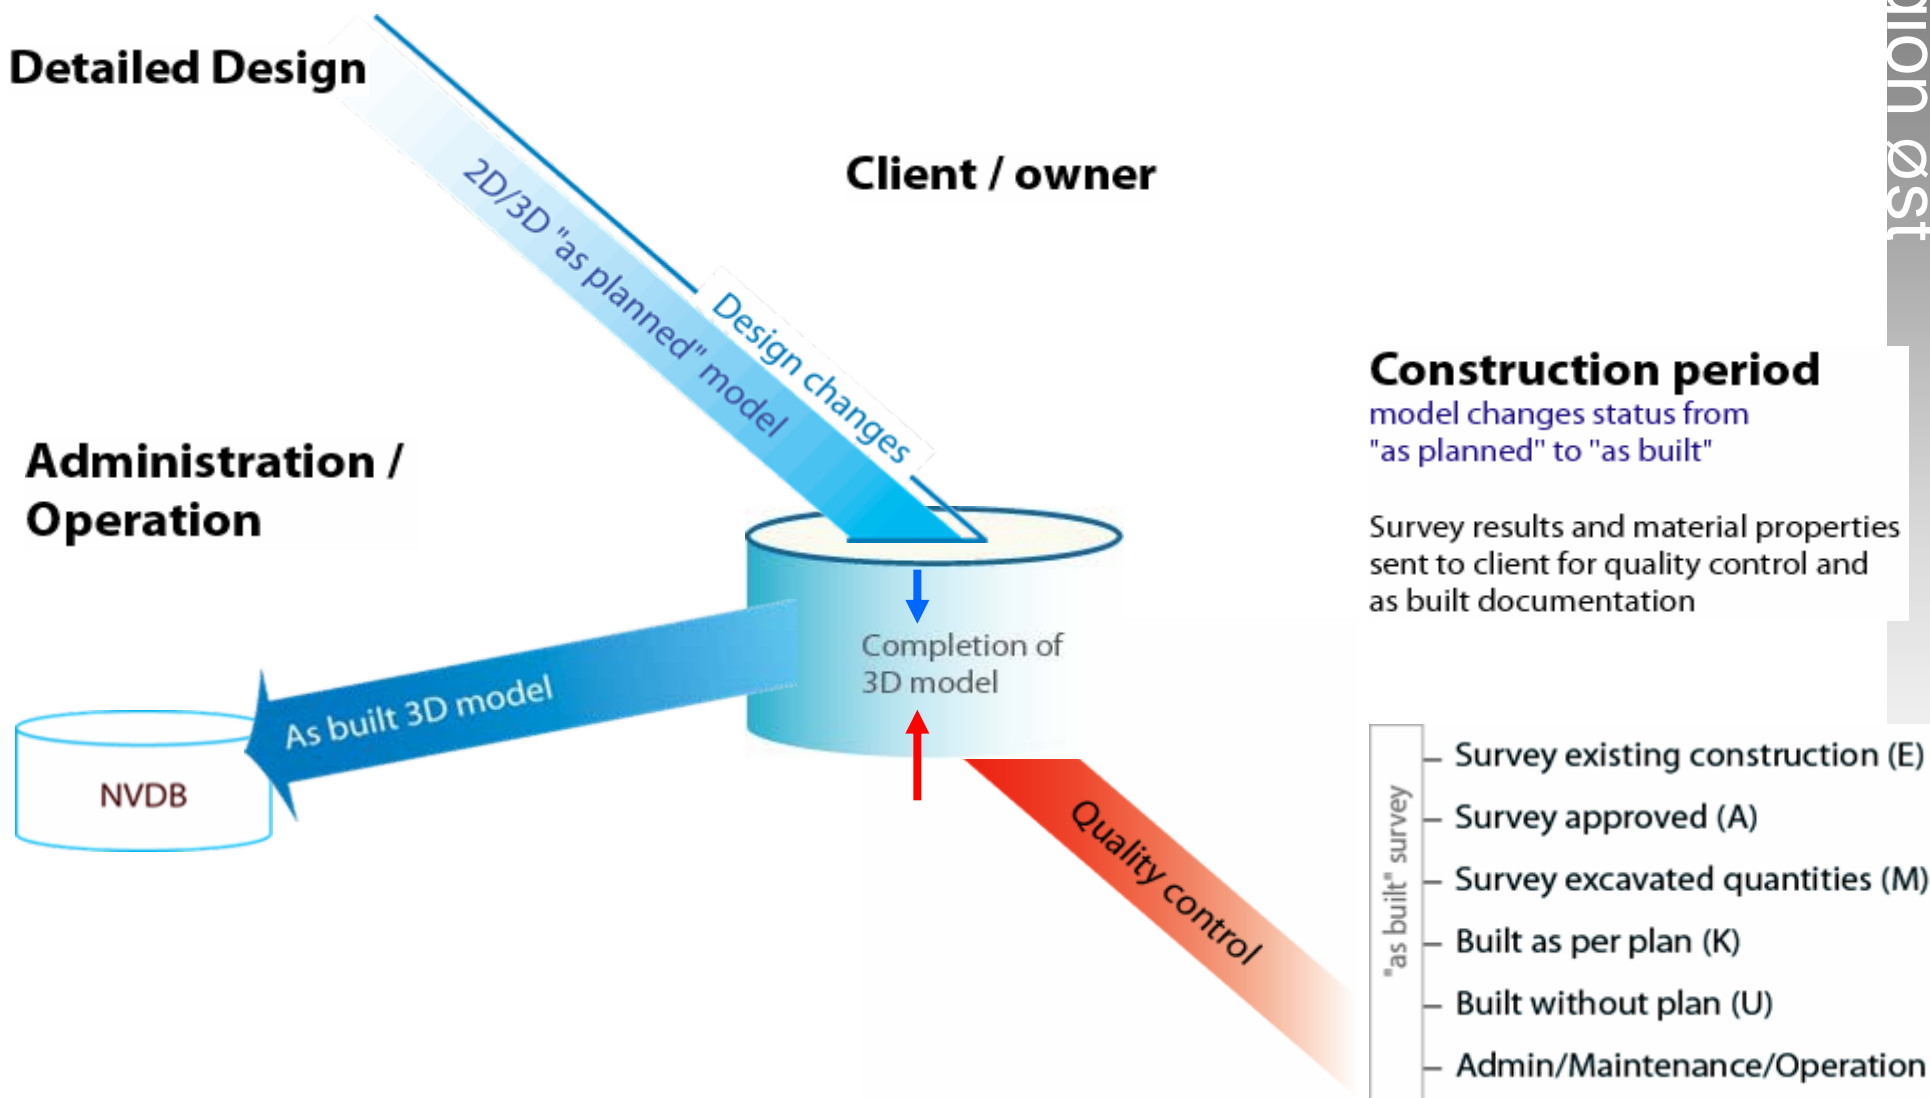 Detailed Design
2D/3D "as planned" model
Design changes
Client / owner
Administration /
Operation
Construction period
model changes status from
"as planned" to "as built"
Survey results and material properties
sent to client for quality control and
as built documentation
Completion of
3D model
As built 3D model
NVDB
Quality control
"as built" survey
Survey existing construction (E)
Survey approved (A)
Survey excavated quantities (M)
Built as per plan (K)
Built without plan (U)
Admin/Maintenance/Operation
øst